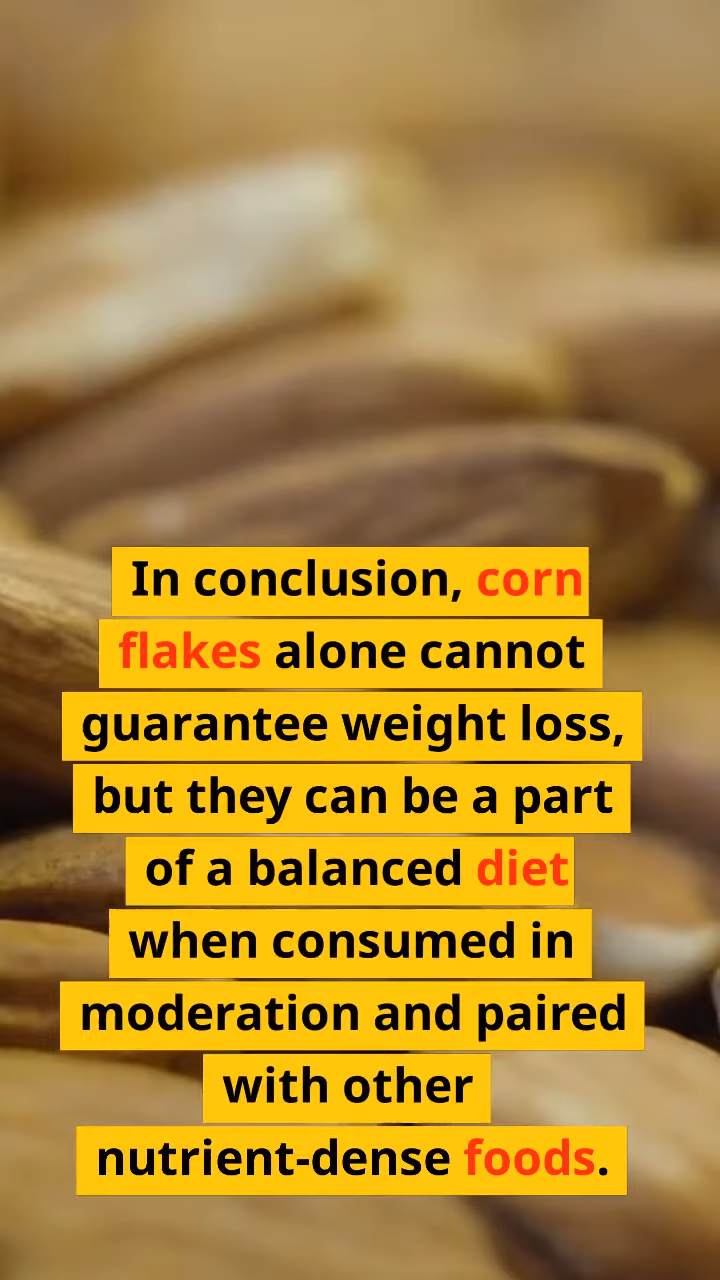 In conclusion, corn
flakes alone cannot
guarantee weight loss,
but they can be a part
of a balanced diet
when consumed in
moderation and paired
with other
nutrient-dense foods.